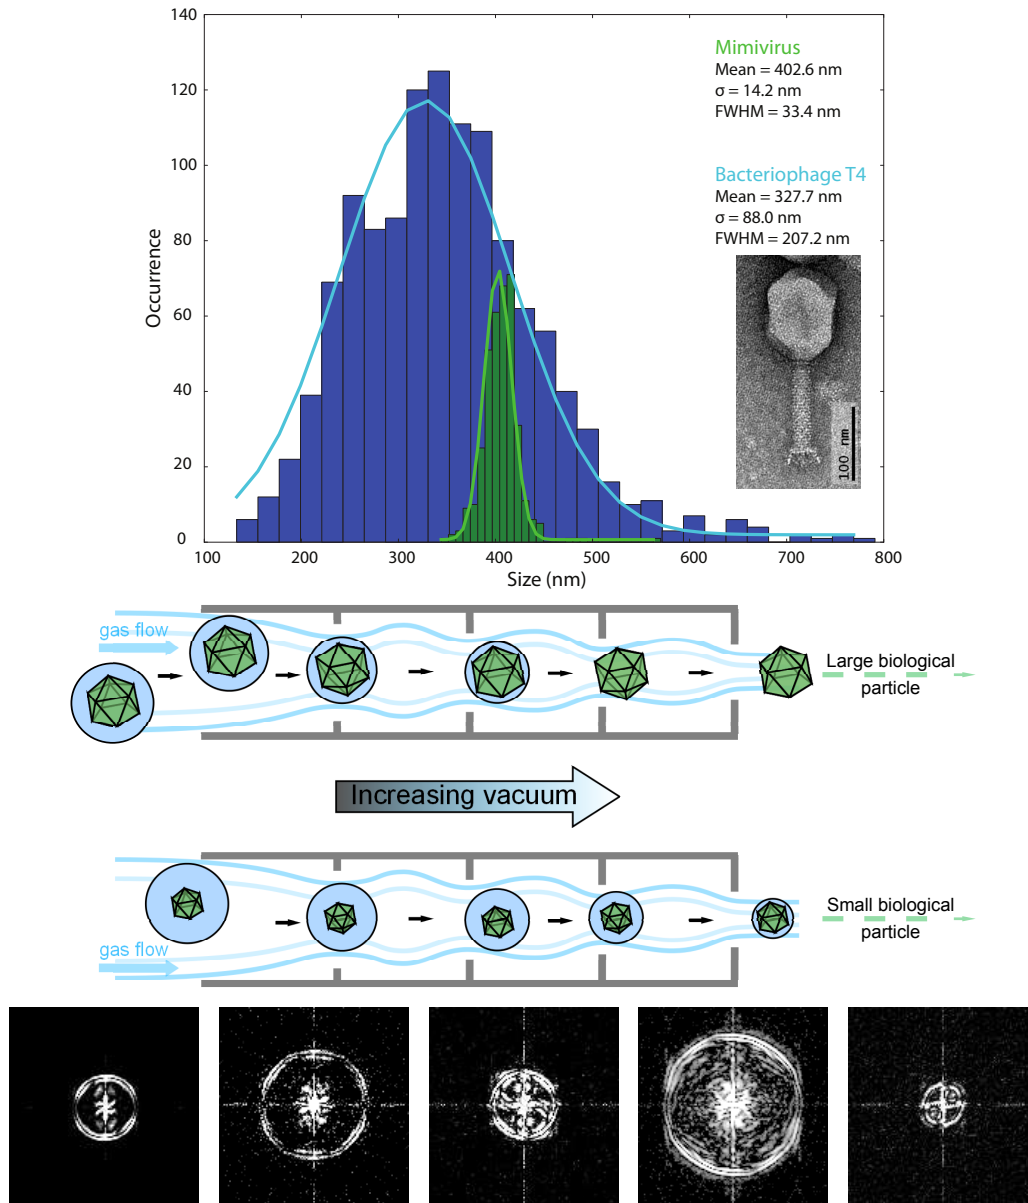 140
120
100
80
60
40
20
0
Occurrence
100
200
300
400
500
600
700
800
Size (nm)
Mimivirus
Mean = 402.6 nm
σ = 14.2 nm
FWHM = 33.4 nm
Bacteriophage T4
Mean = 327.7 nm
σ = 88.0 nm
FWHM = 207.2 nm
100 nm
gas flow
Large biological
particle
Increasing vacuum
gas flow
Small biological
particle